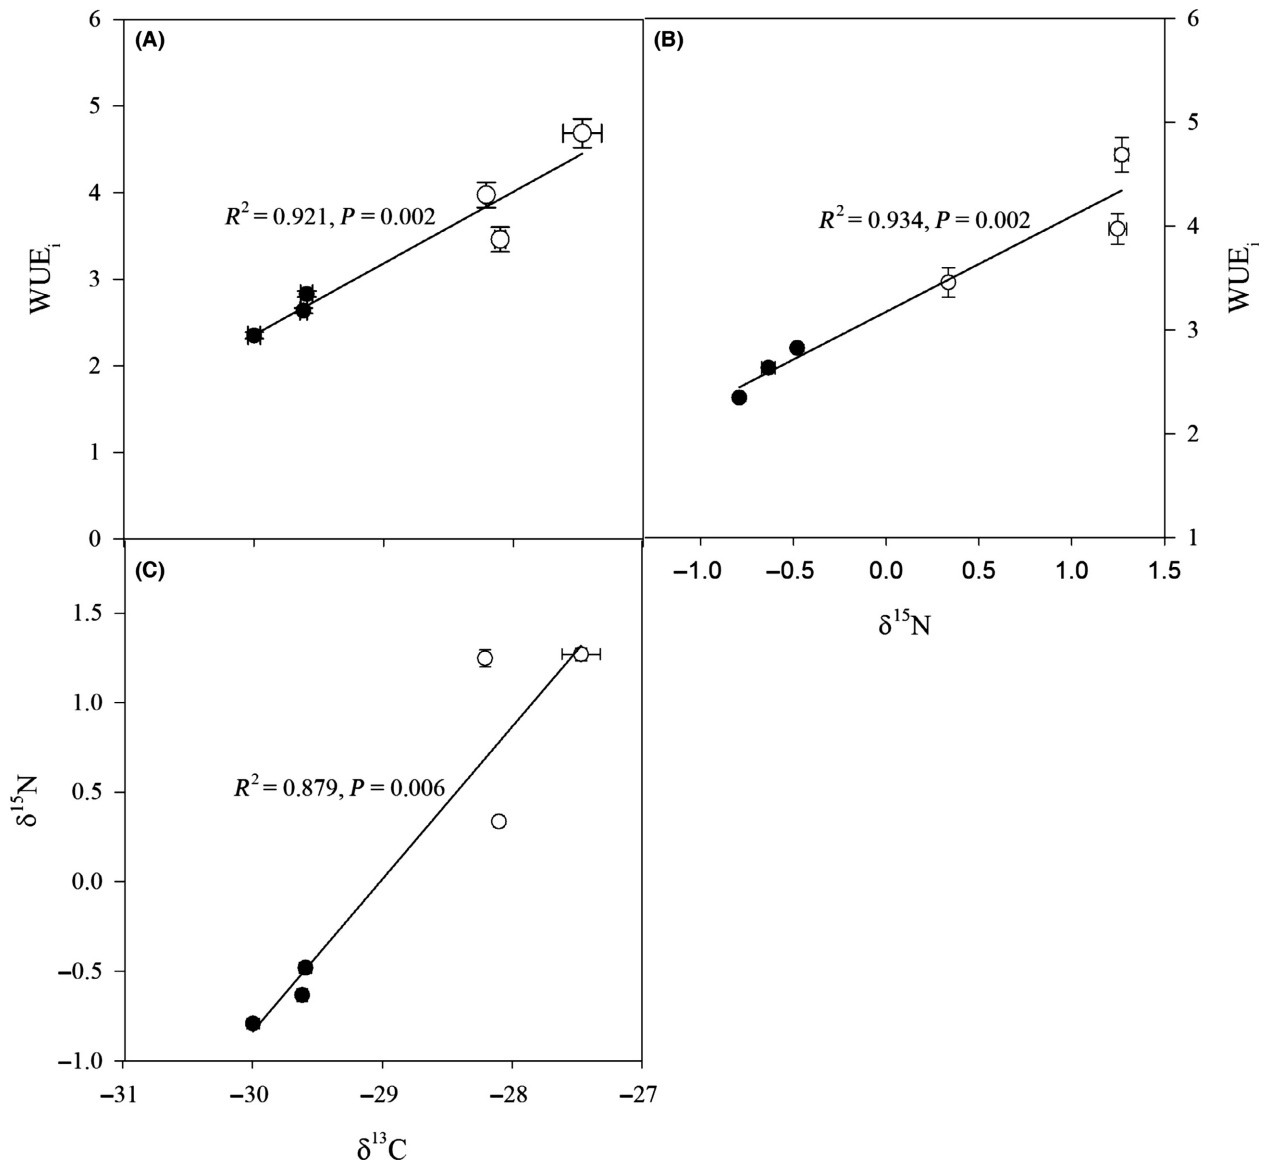 (A)
6
5
4
3
2
1
0
WUEᵢ
R² = 0.921, P = 0.002
(B)
6
5
4
3
2
1
WUEᵢ
R² = 0.934, P = 0.002
−1.0 −0.5 0.0 0.5 1.0 1.5
δ¹⁵N
(C)
1.5
1.0
0.5
0.0
−0.5
−1.0
δ¹⁵N
R² = 0.879, P = 0.006
−31 −30 −29 −28 −27
δ¹³C